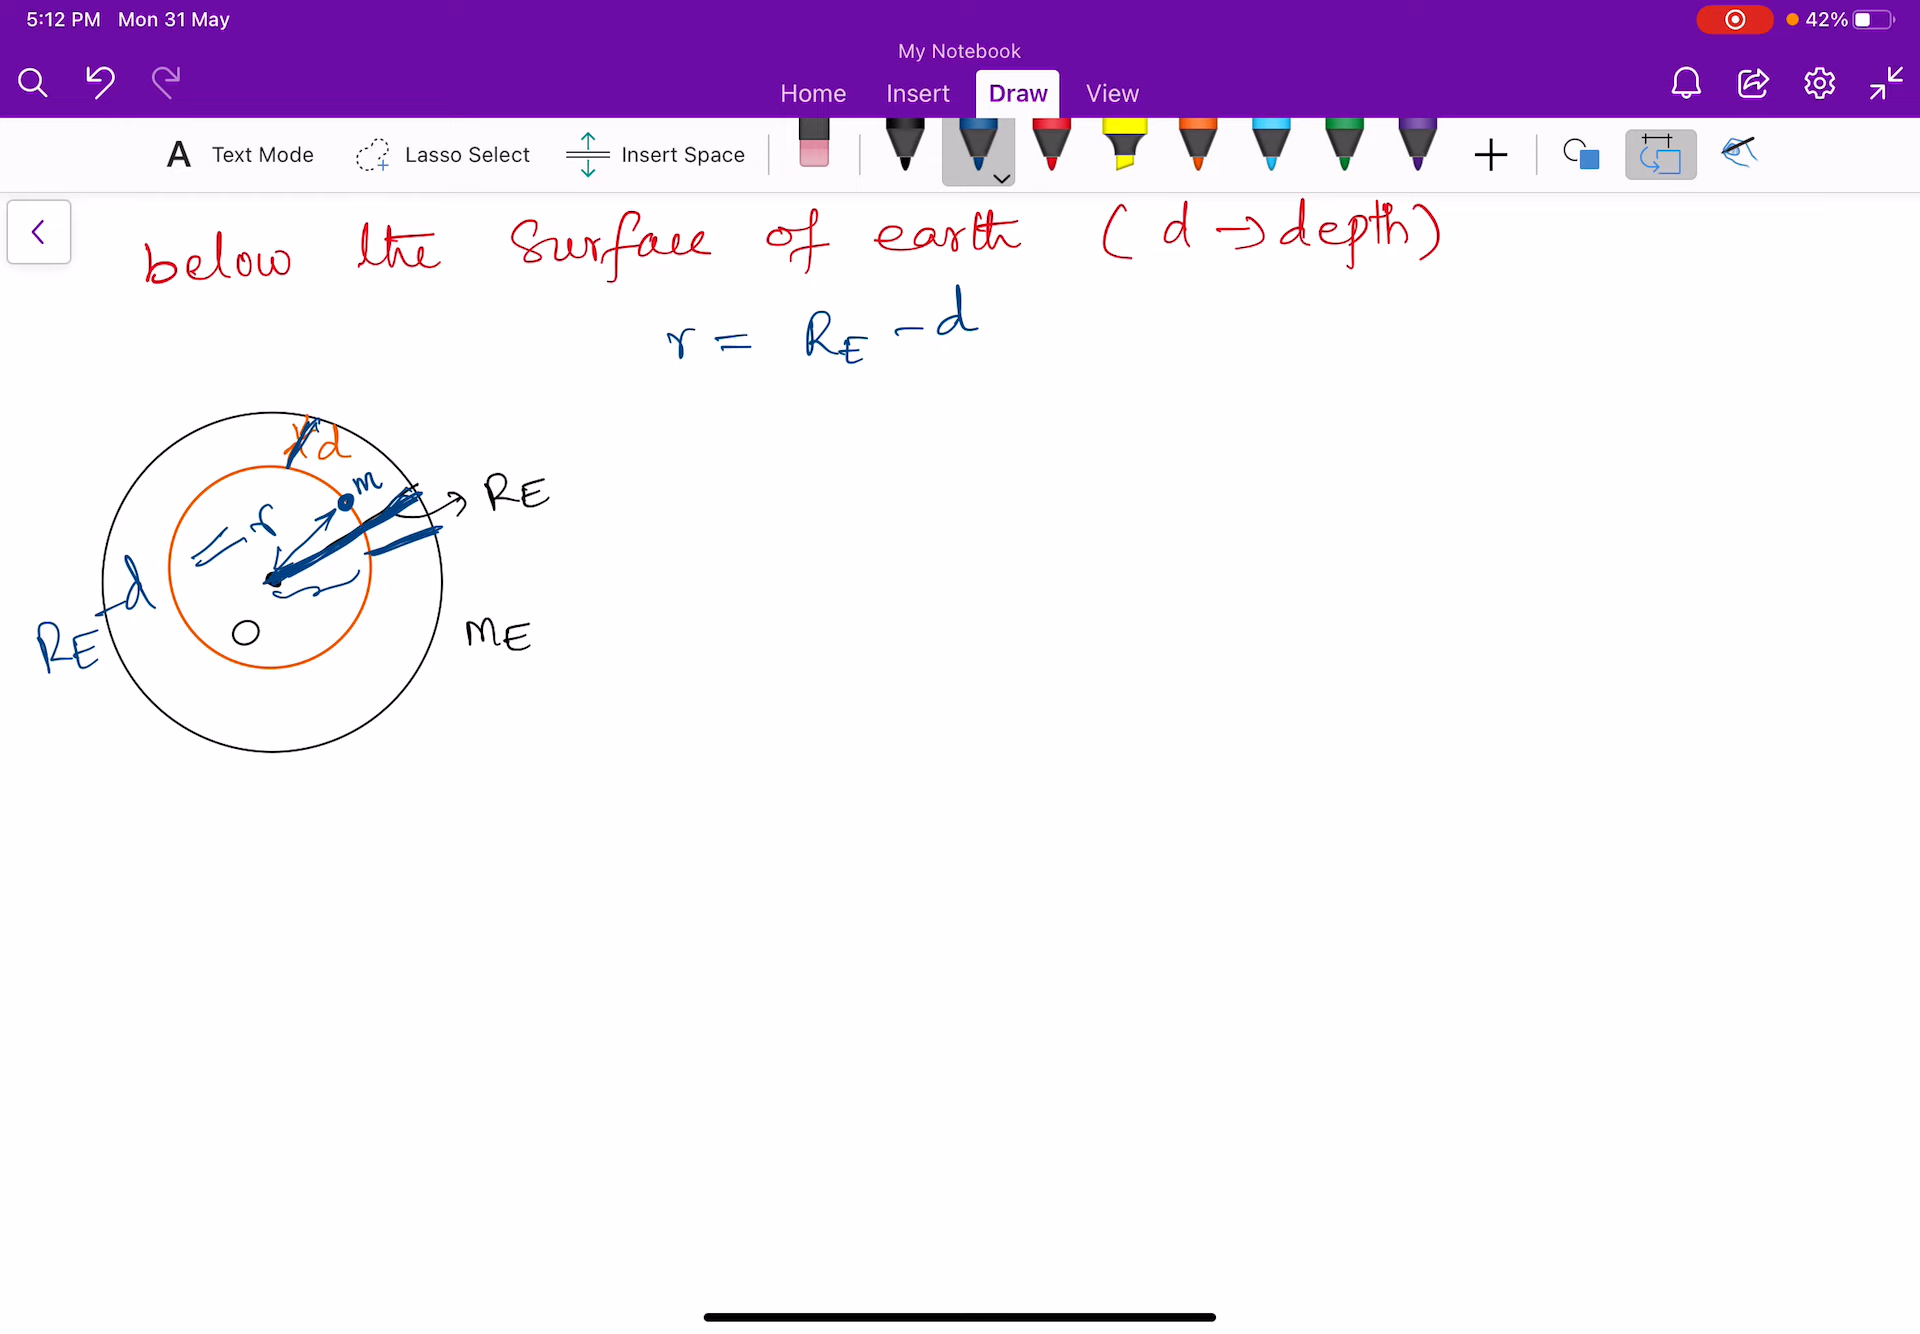 5:12 PM Mon 31 May 42%
My Notebook
Home Insert Draw View
A Text Mode Lasso Select Insert Space
below the surface of earth ( d → depth )
r = RE - d
d
m
RE
r
RE - d
O
ME